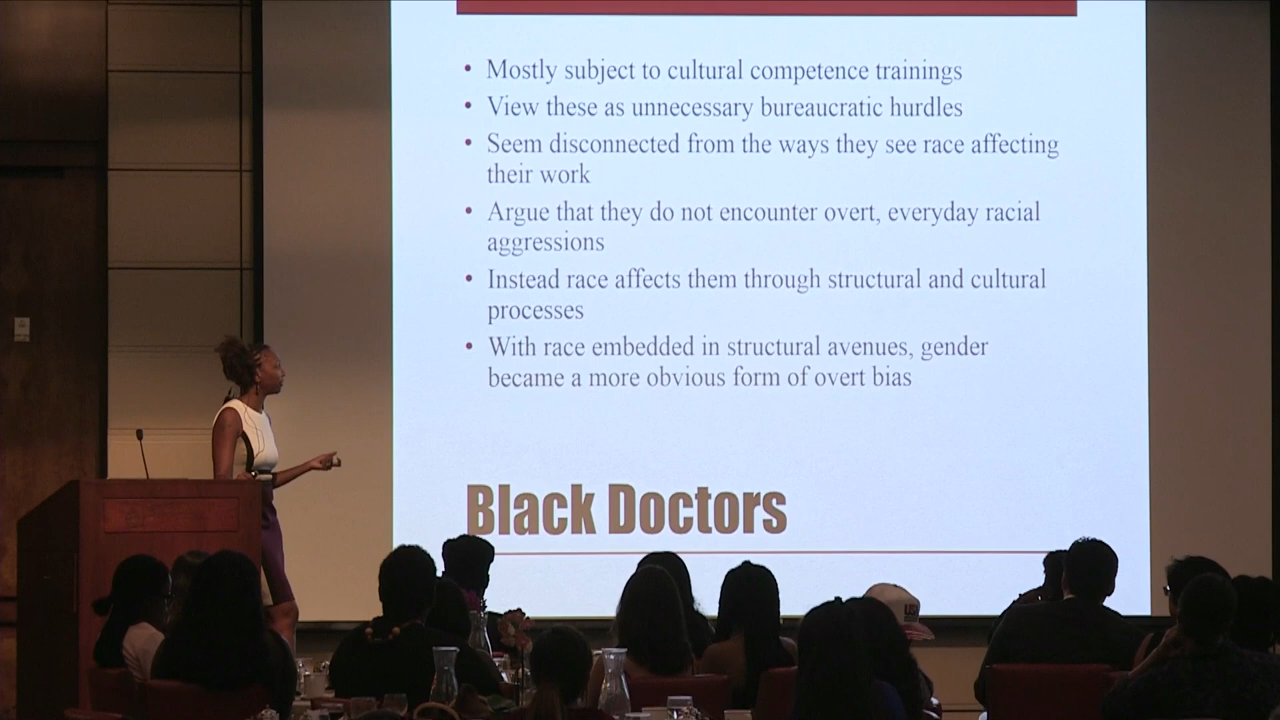 • Mostly subject to cultural competence trainings
• View these as unnecessary bureaucratic hurdles
• Seem disconnected from the ways they see race affecting
their work
• Argue that they do not encounter overt, everyday racial
aggressions
• Instead race affects them through structural and cultural
processes
• With race embedded in structural avenues, gender
became a more obvious form of overt bias
Black Doctors